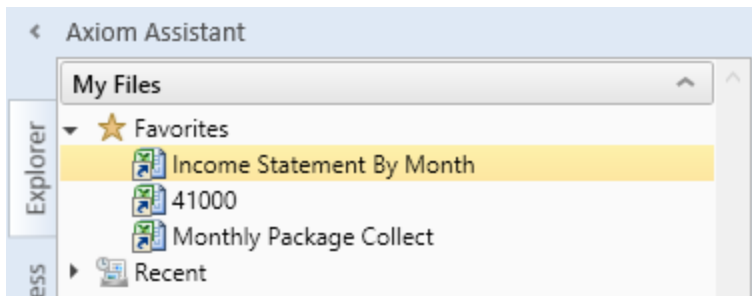 Axiom Assistant
My Files
Explorer
Favorites
Income Statement By Month
41000
Monthly Package Collect
Recent